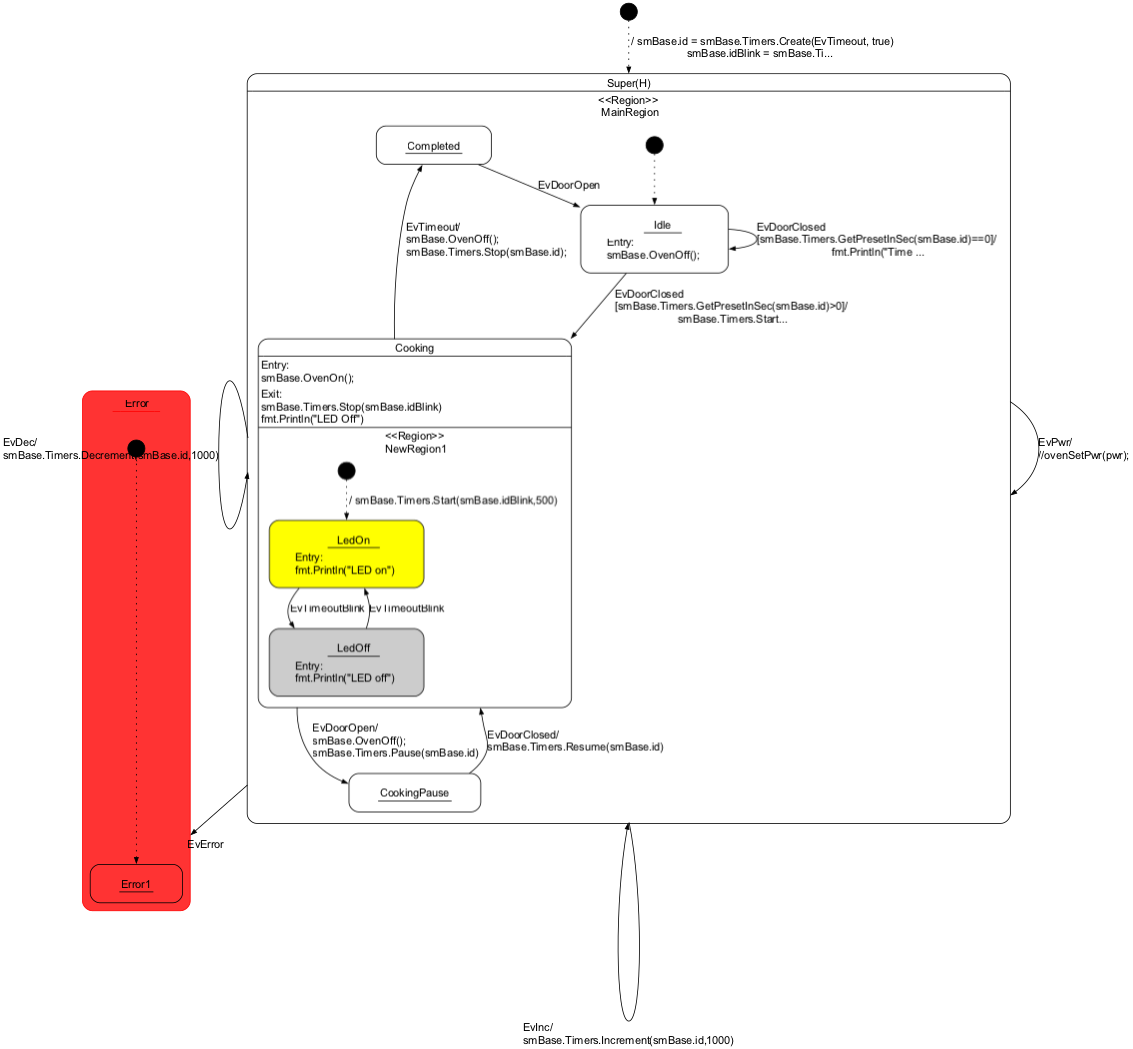 / smBase.id = smBase.Timers.Create(EvTimeout, true)
smBase.idBlink = smBase.Ti...
Super(H)
<<Region>>
MainRegion
Completed
EvDoorOpen
Idle
Entry:
smBase.OvenOff();
EvDoorClosed
[smBase.Timers.GetPresetInSec(smBase.id)==0]/
fmt.Println("Time ...
EvTimeout/
smBase.OvenOff();
smBase.Timers.Stop(smBase.id);
EvDoorClosed
[smBase.Timers.GetPresetInSec(smBase.id)>0]/
smBase.Timers.Start...
Cooking
Entry:
smBase.OvenOn();
Exit:
smBase.Timers.Stop(smBase.idBlink)
fmt.Println("LED Off")
<<Region>>
NewRegion1
/ smBase.Timers.Start(smBase.idBlink,500)
LedOn
Entry:
fmt.Println("LED on")
EvTimeoutBlink
EvTimeoutBlink
LedOff
Entry:
fmt.Println("LED off")
EvDoorOpen/
smBase.OvenOff();
smBase.Timers.Pause(smBase.id)
EvDoorClosed/
smBase.Timers.Resume(smBase.id)
CookingPause
Error
EvDec/
smBase.Timers.Decrement(smBase.id,1000)
EvPwr/
//ovenSetPwr(pwr);
EvError
Error1
EvInc/
smBase.Timers.Increment(smBase.id,1000)